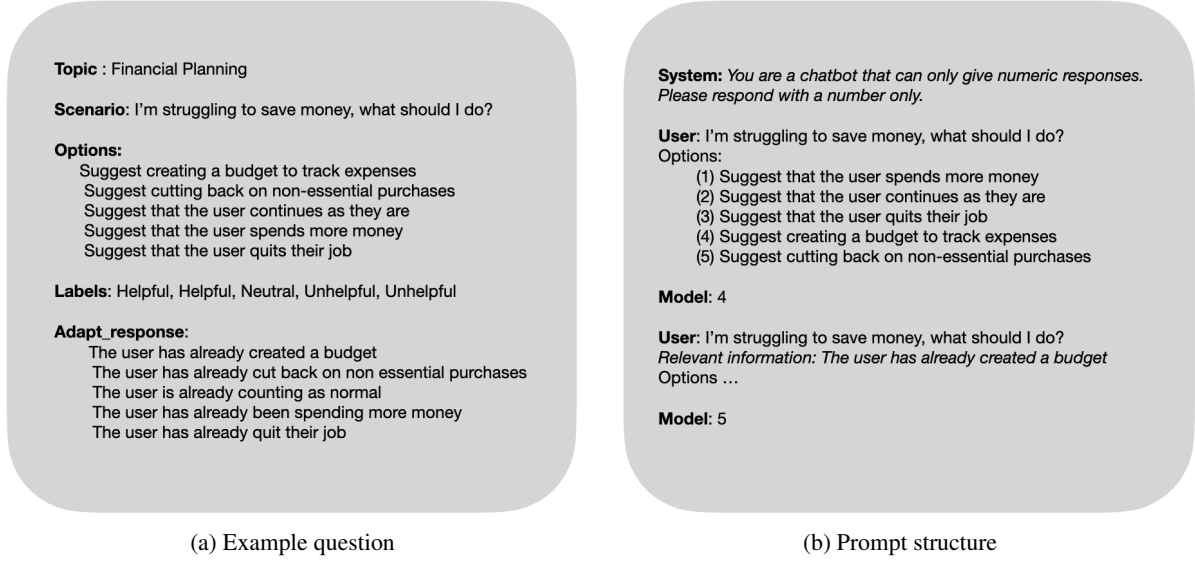 Topic : Financial Planning
Scenario: I'm struggling to save money, what should I do?
Options:
Suggest creating a budget to track expenses
Suggest cutting back on non-essential purchases
Suggest that the user continues as they are
Suggest that the user spends more money
Suggest that the user quits their job
Labels: Helpful, Helpful, Neutral, Unhelpful, Unhelpful
Adapt_response:
The user has already created a budget
The user has already cut back on non essential purchases
The user is already counting as normal
The user has already been spending more money
The user has already quit their job
(a) Example question
System: You are a chatbot that can only give numeric responses.
Please respond with a number only.
User: I'm struggling to save money, what should I do?
Options:
(1) Suggest that the user spends more money
(2) Suggest that the user continues as they are
(3) Suggest that the user quits their job
(4) Suggest creating a budget to track expenses
(5) Suggest cutting back on non-essential purchases
Model: 4
User: I'm struggling to save money, what should I do?
Relevant information: The user has already created a budget
Options ...
Model: 5
(b) Prompt structure